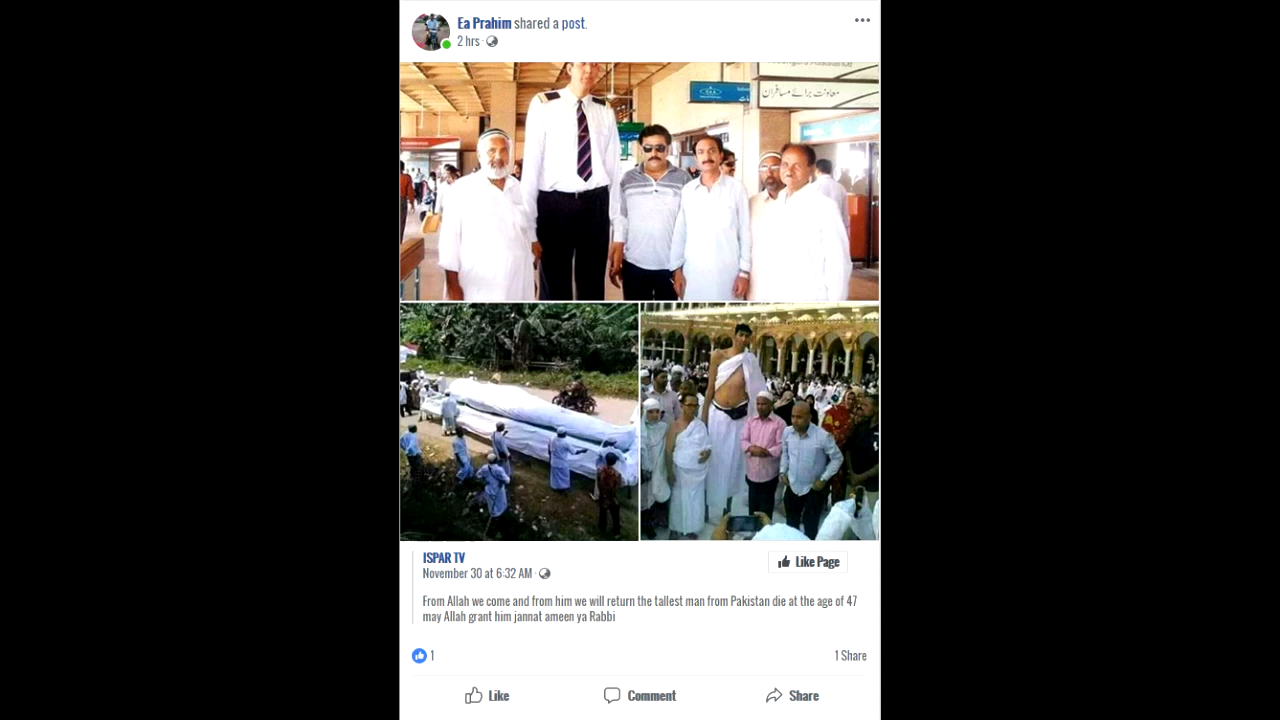 Ea Prahim shared a post.
2 hrs
معاونت برائے مسافران
ISPAR TV
Like Page
November 30 at 6:32 AM
From Allah we come and from him we will return the tallest man from Pakistan die at the age of 47
may Allah grant him jannat ameen ya Rabbi
1
1 Share
Like
Comment
Share